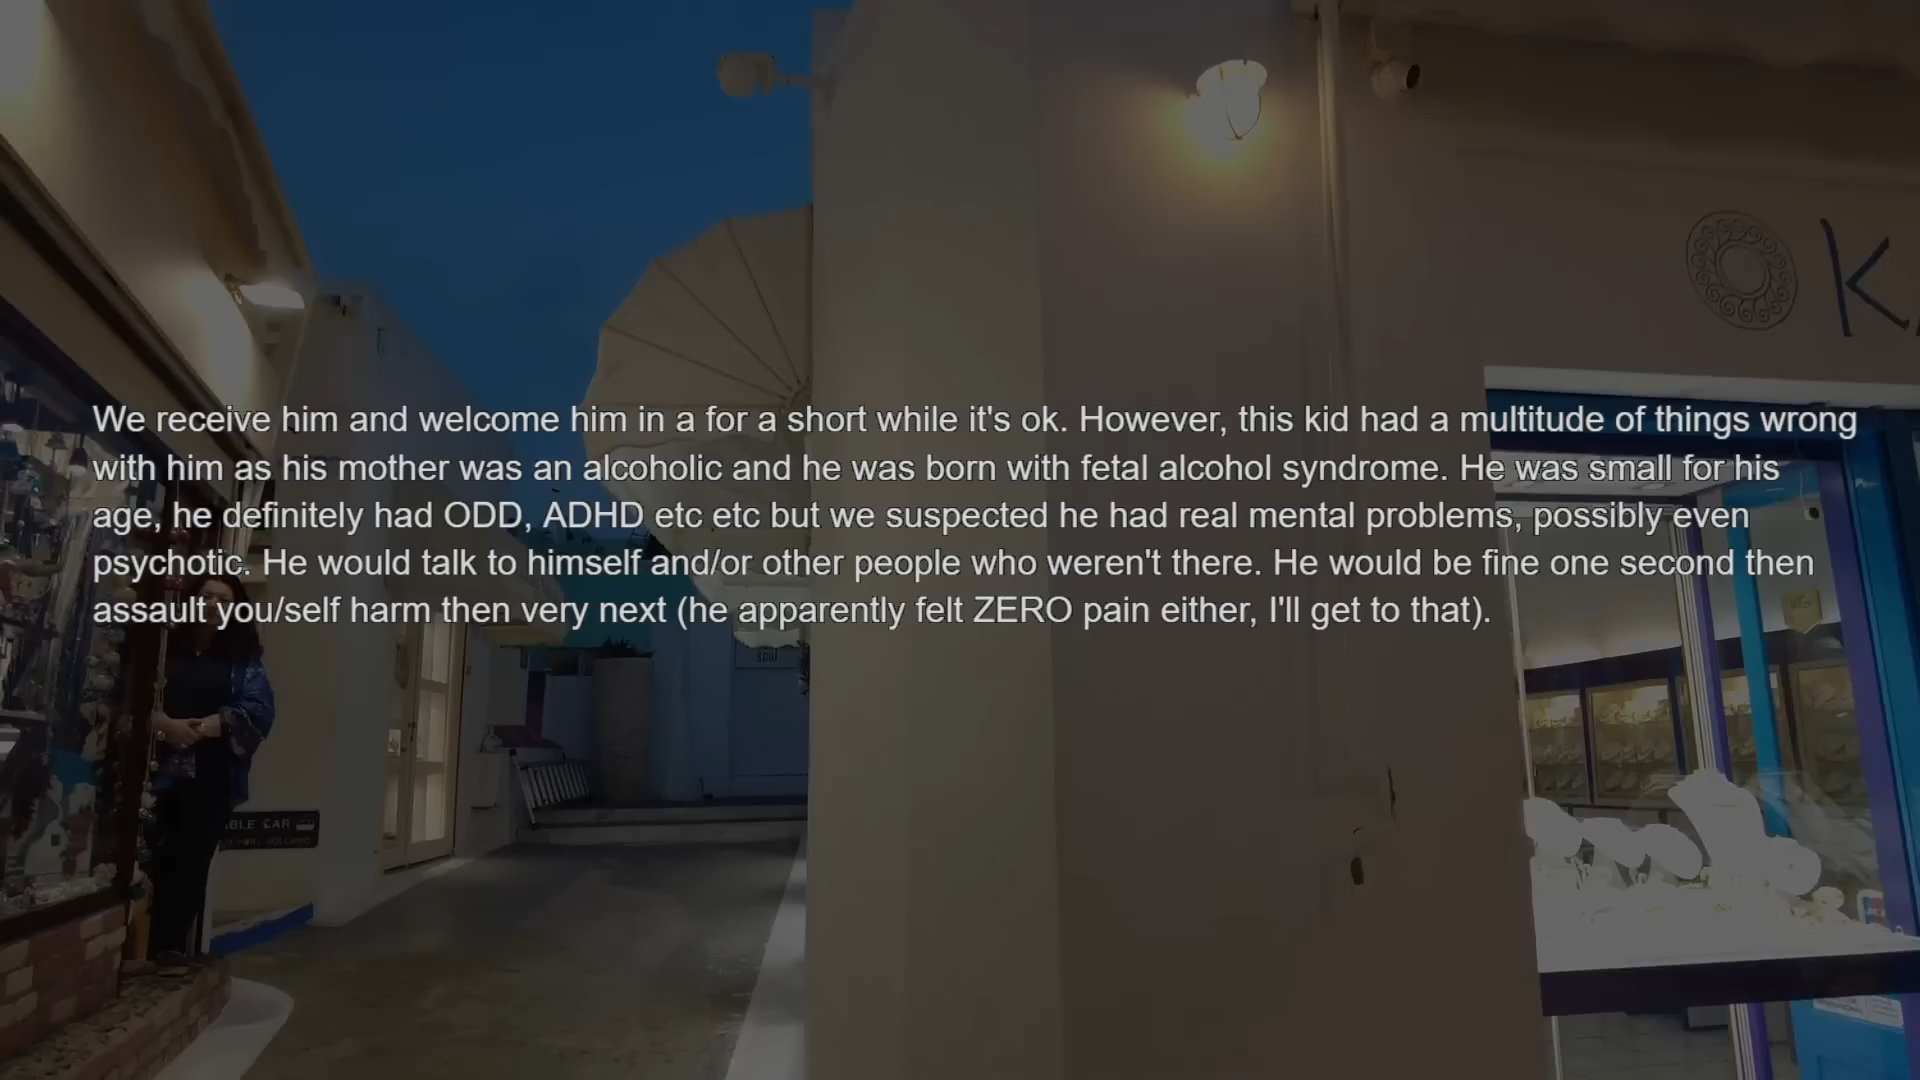 We receive him and welcome him in a for a short while it's ok. However, this kid had a multitude of things wrong
with him as his mother was an alcoholic and he was born with fetal alcohol syndrome. He was small for his
age, he definitely had ODD, ADHD etc etc but we suspected he had real mental problems, possibly even
psychotic. He would talk to himself and/or other people who weren't there. He would be fine one second then
assault you/self harm then very next (he apparently felt ZERO pain either, I'll get to that).
K
ABLE CAR